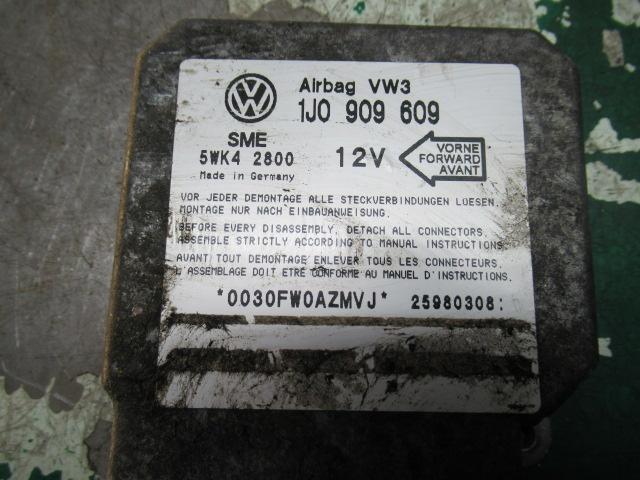 Airbag VW3
1J0 909 609
SME
5WK4 2800
Made in Germany
12V
VORNE
FORWARD
AVANT
VOR JEDER DEMONTAGE ALLE STECKVERBINDUNGEN LOESEN.
MONTAGE NUR NACH EINBAUANWEISUNG.
BEFORE EVERY DISASSEMBLY, DETACH ALL CONNECTORS.
ASSEMBLE STRICTLY ACCORDING TO MANUAL INSTRUCTIONS.
AVANT TOUT DEMONTAGE ENLEVER TOUS LES CONNECTEURS.
L'ASSEMBLAGE DOIT ETRE CONFORME AU MANUEL D'INSTRUCTIONS.
*0030FW0AZMVJ* 25980308: